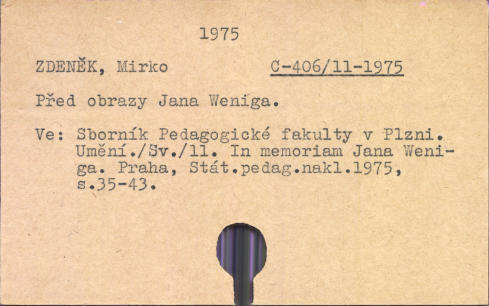 1975
ZDENĚK, Mirko C-406/11-1975
Před obrazy Jana Weniga.
Ve: Sborník Pedagogické fakulty v Plzni.
Umění./Sv./11. In memoriam Jana Weni-
ga. Praha, Stát.pedag.nakl.1975,
s.35-43.